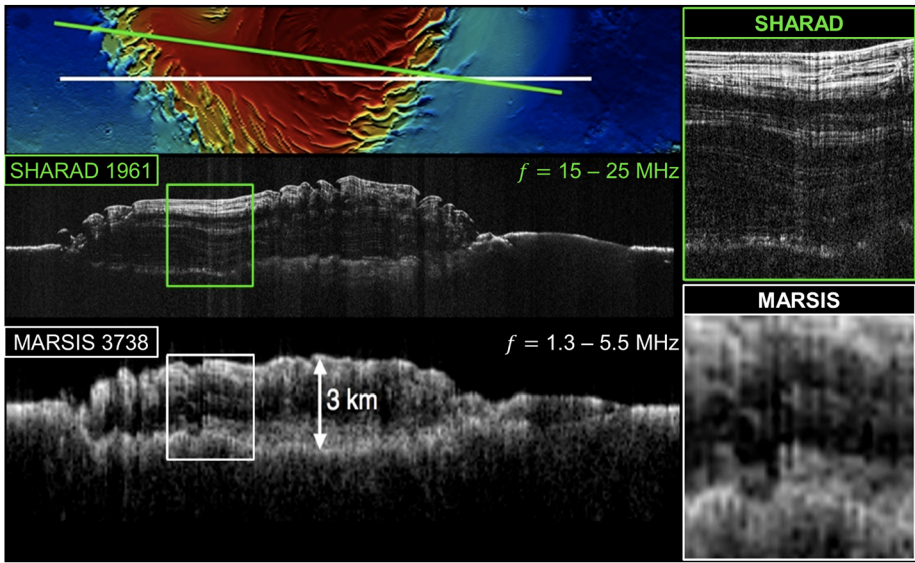 SHARAD
SHARAD 1961
f = 15 – 25 MHz
MARSIS
MARSIS 3738
f = 1.3 – 5.5 MHz
3 km